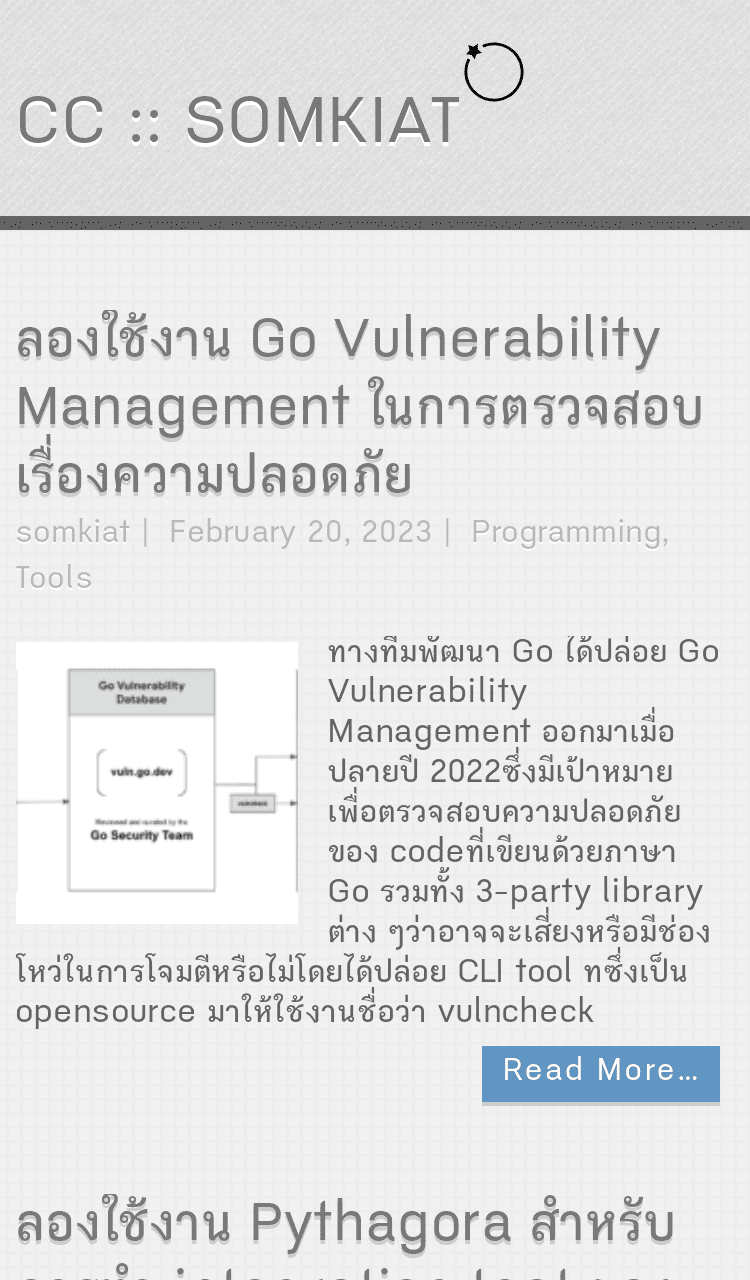 CC :: SOMKIAT
ลองใช้งาน Go Vulnerability
Management ในการตรวจสอบ
เรื่องความปลอดภัย
somkiat | February 20, 2023 | Programming,
Tools
Go Vulnerability
Database
vuln.go.dev
Reviewed and curated by the
Go Security Team
ทางทีมพัฒนา Go ได้ปล่อย Go
Vulnerability
Management ออกมาเมื่อ
ปลายปี 2022ซึ่งมีเป้าหมาย
เพื่อตรวจสอบความปลอดภัย
ของ codeที่เขียนด้วยภาษา
Go รวมทั้ง 3-party library
ต่าง ๆว่าอาจจะเสี่ยงหรือมีช่อง
โหว่ในการโจมตีหรือไม่โดยได้ปล่อย CLI tool ทซึ่งเป็น
opensource มาให้ใช้งานชื่อว่า vulncheck
Read More…
ลองใช้งาน Pythagora สำหรับ